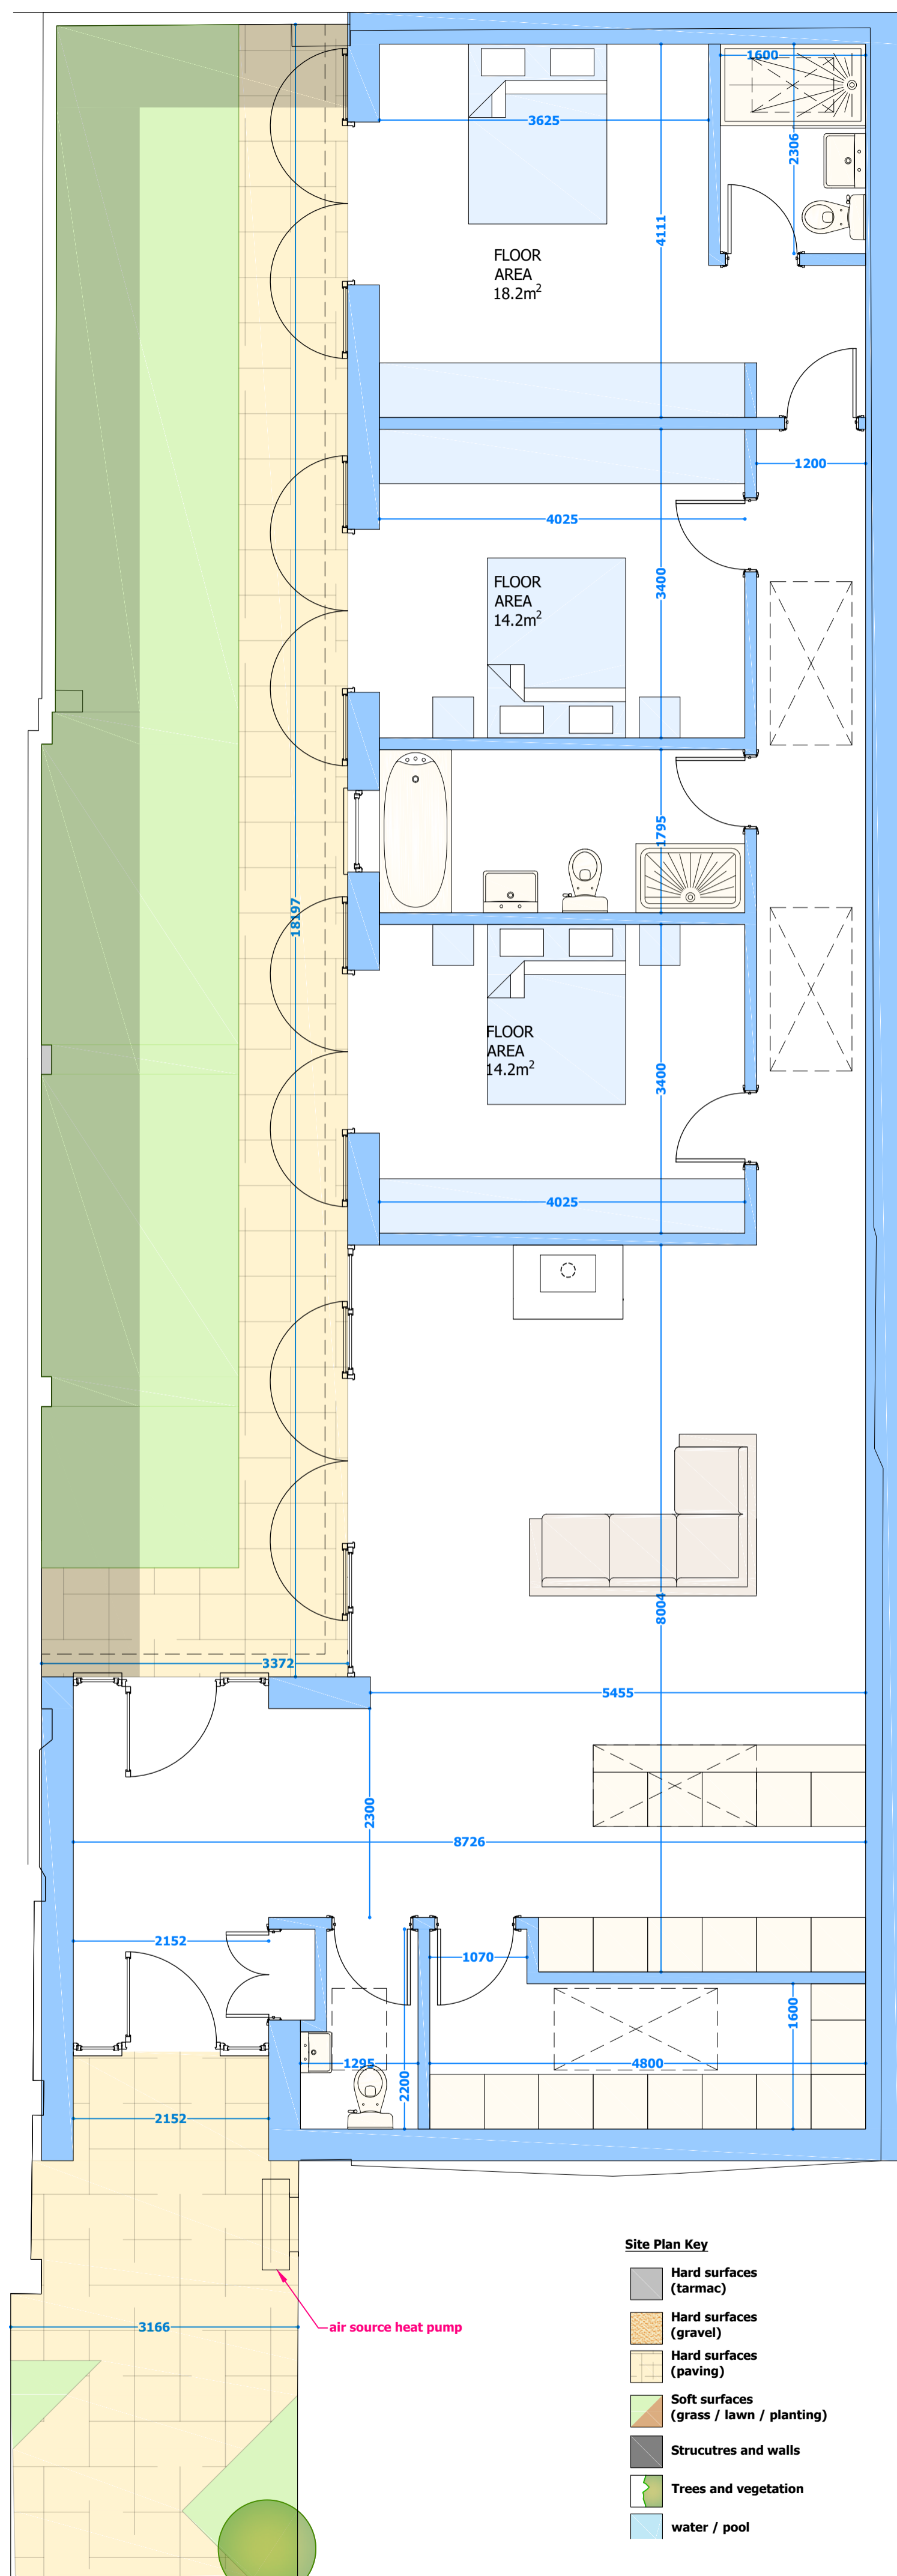 1600
3625
2306
4111
FLOOR
AREA
18.2m²
1200
4025
FLOOR
AREA
14.2m²
3400
1795
18197
FLOOR
AREA
14.2m²
3400
4025
8004
3372
5455
2300
8726
2152
1070
1600
1295
4800
2200
2152
Site Plan Key
Hard surfaces
(tarmac)
Hard surfaces
(gravel)
3166
air source heat pump
Hard surfaces
(paving)
Soft surfaces
(grass / lawn / planting)
Strucutres and walls
Trees and vegetation
water / pool